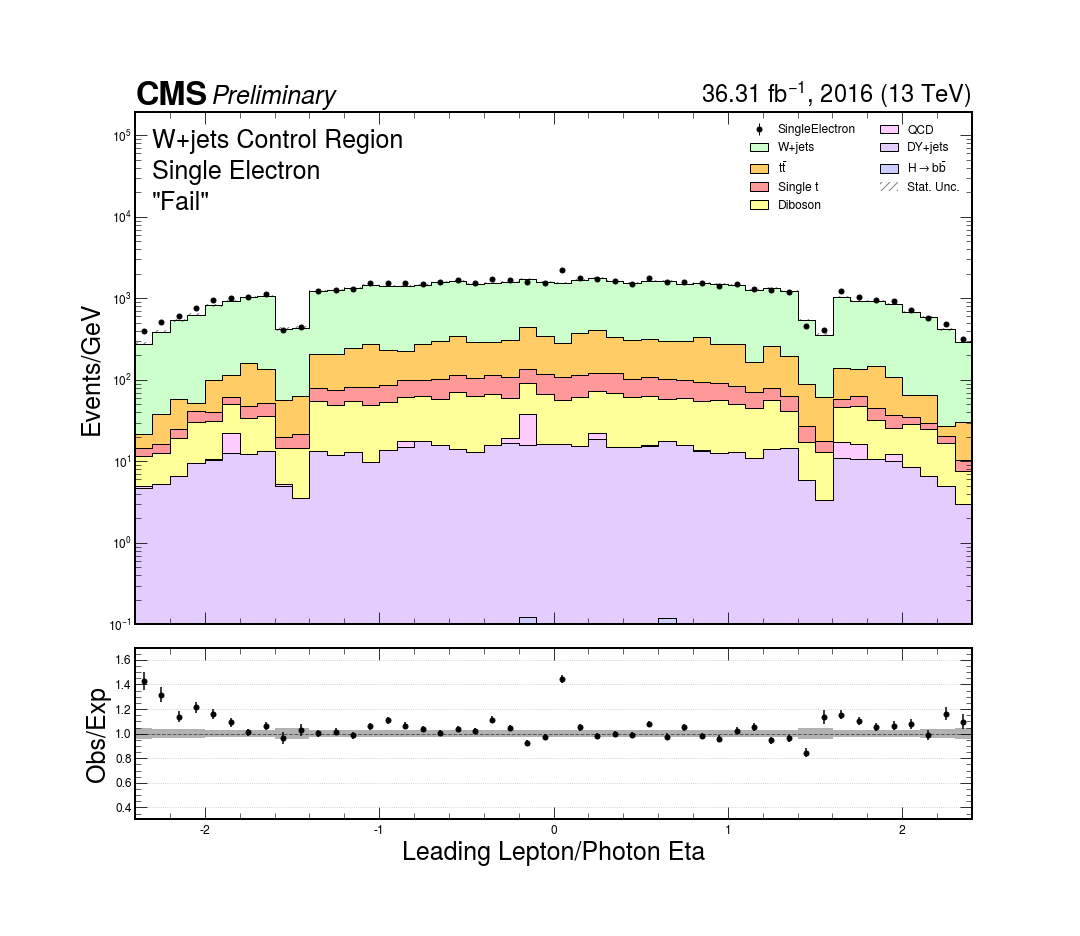 CMS Preliminary
36.31 fb⁻¹, 2016 (13 TeV)
W+jets Control Region
Single Electron
"Fail"
SingleElectron
W+jets
tt̄
Single t
Diboson
QCD
DY+jets
H→bb̄
Stat. Unc.
Events/GeV
10⁵
10⁴
10³
10²
10¹
10⁰
10⁻¹
Obs/Exp
1.6
1.4
1.2
1.0
0.8
0.6
0.4
-2 -1 0 1 2
Leading Lepton/Photon Eta